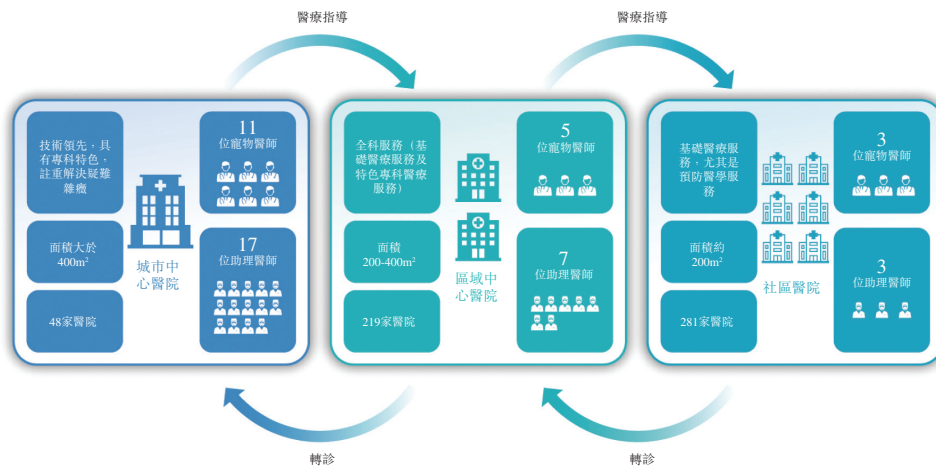 醫療指導
醫療指導
技術領先，具
有專科特色，
註重解決疑難
雜癥
面積大於
400m²
48家醫院
城市中
心醫院
11
位寵物醫師
17
位助理醫師
全科服務（基
礎醫療服務及
特色專科醫療
服務）
面積
200-400m²
219家醫院
區域中
心醫院
5
位寵物醫師
7
位助理醫師
基礎醫療服
務，尤其是
預防醫學服
務
面積約
200m²
281家醫院
社區醫院
3
位寵物醫師
3
位助理醫師
轉診
轉診